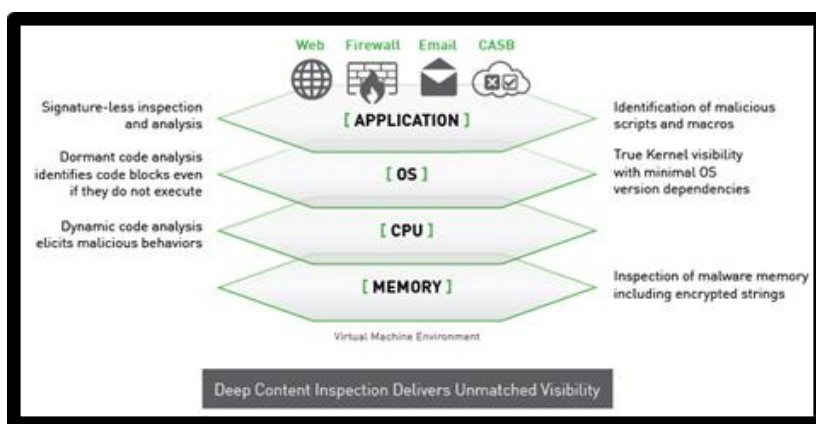 Web Firewall Email CASB
Signature-less inspection
and analysis
[ APPLICATION ]
Identification of malicious
scripts and macros
Dormant code analysis
identifies code blocks even
if they do not execute
[ OS ]
True Kernel visibility
with minimal OS
version dependencies
Dynamic code analysis
elicits malicious behaviors
[ CPU ]
[ MEMORY ]
Inspection of malware memory
including encrypted strings
Virtual Machine Environment
Deep Content Inspection Delivers Unmatched Visibility